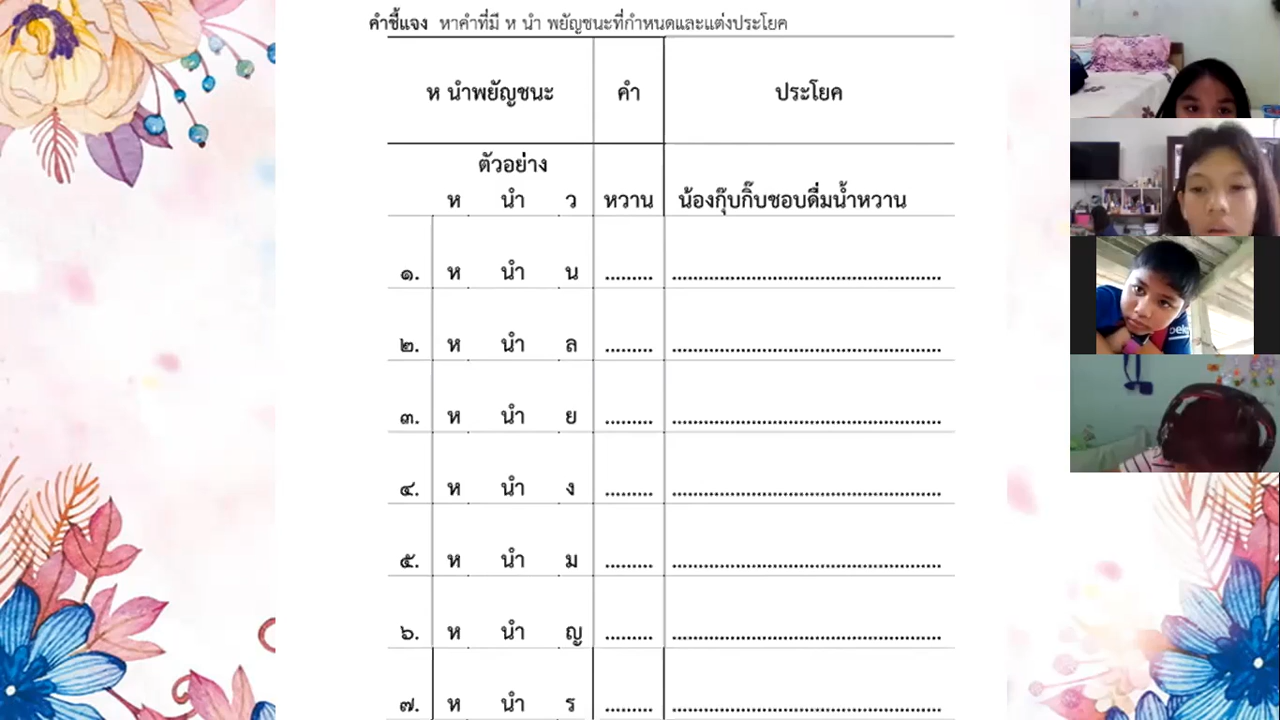 คำชี้แจง หาคำที่มี ห นำ พยัญชนะที่กำหนดและแต่งประโยค
ห นำพยัญชนะ คำ ประโยค
ตัวอย่าง
ห นำ ว หวาน น้องกุ๊บกิ๊บชอบดื่มน้ำหวาน
๑. ห นำ น ......... ..........................................
๒. ห นำ ล ......... ..........................................
๓. ห นำ ย ......... ..........................................
๔. ห นำ ง ......... ..........................................
๕. ห นำ ม ......... ..........................................
๖. ห นำ ญ ......... ..........................................
๗. ห นำ ร ......... ..........................................